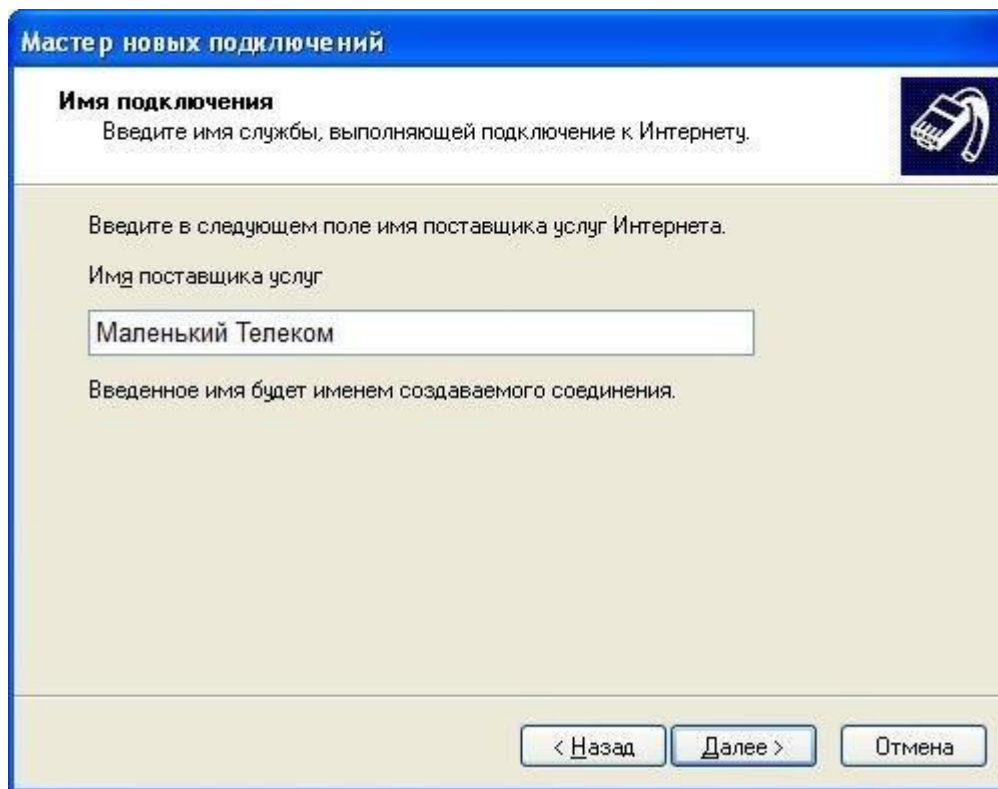 Мастер новых подключений
Имя подключения
Введите имя службы, выполняющей подключение к Интернету.
Введите в следующем поле имя поставщика услуг Интернета.
Имя поставщика услуг
Маленький Телеком
Введенное имя будет именем создаваемого соединения.
< Назад
Далее >
Отмена